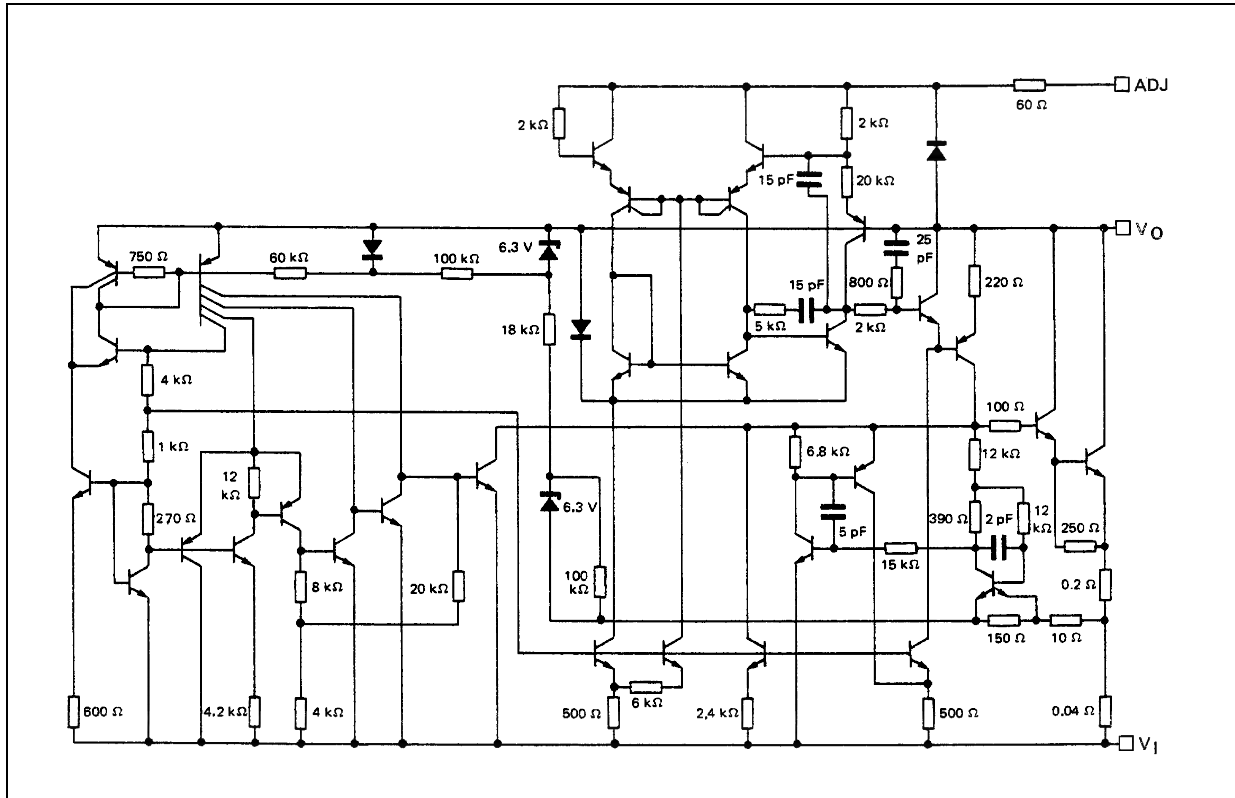 ADJ
60 Ω
2 kΩ
2 kΩ
15 pF
20 kΩ
V O
750 Ω
60 kΩ
100 kΩ
6.3 V
25 pF
15 pF
800 Ω
220 Ω
18 kΩ
5 kΩ
2 kΩ
4 kΩ
100 Ω
1 kΩ
6.8 kΩ
12 kΩ
12 kΩ
6.3 V
390 Ω
2 pF
12 kΩ
270 Ω
5 pF
250 Ω
15 kΩ
8 kΩ
20 kΩ
100 kΩ
0.2 Ω
150 Ω
10 Ω
6 kΩ
600 Ω
4.2 kΩ
4 kΩ
500 Ω
2,4 kΩ
500 Ω
0.04 Ω
V I